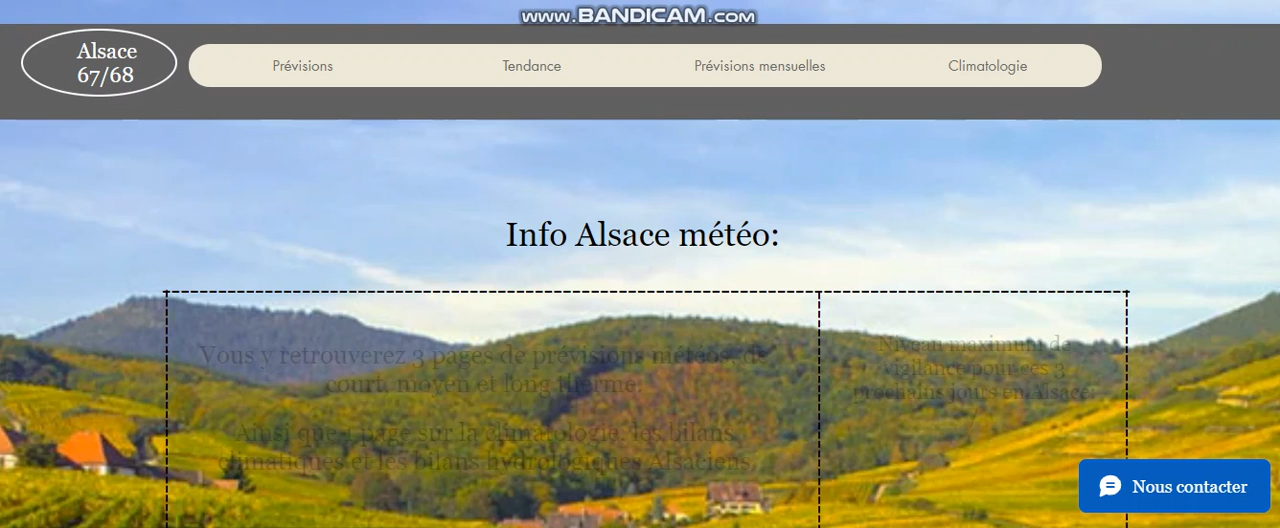 www.BANDICAM.com
Alsace
67/68
Prévisions
Tendance
Prévisions mensuelles
Climatologie
Info Alsace météo:
Vous y retrouverez 3 pages de prévisions météos, de
court, moyen et long therme.
Ainsi que 1 page sur la climatologie, les bilans
climatiques et les bilans hydrologiques Alsaciens.
Niveau maximum de
vigilance pour ces 3
prochains jours en Alsace:
Nous contacter